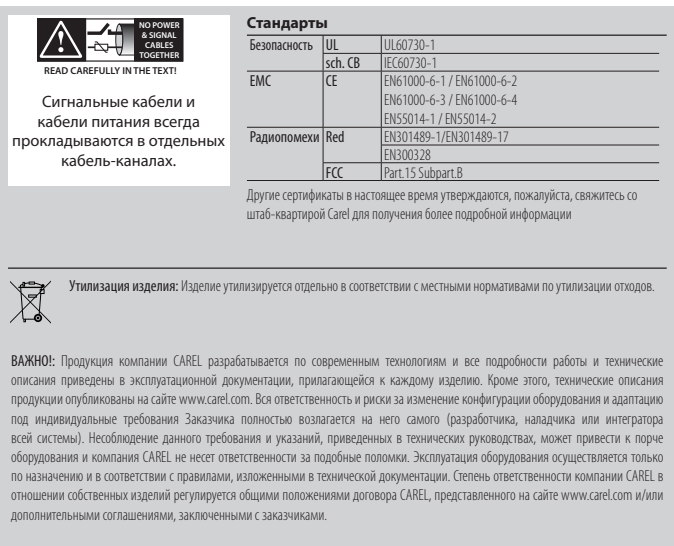 NO POWER
& SIGNAL
CABLES
TOGETHER
READ CAREFULLY IN THE TEXT!
Сигнальные кабели и
кабели питания всегда
прокладываются в отдельных
кабель-каналах.
Стандарты
Безопасность UL UL60730-1
sch. CB IEC60730-1
EMC CE EN61000-6-1 / EN61000-6-2
EN61000-6-3 / EN61000-6-4
EN55014-1 / EN55014-2
Радиопомехи Red EN301489-1/EN301489-17
EN300328
FCC Part.15 Subpart.B
Другие сертификаты в настоящее время утверждаются, пожалуйста, свяжитесь со
штаб-квартирой Carel для получения более подробной информации
Утилизация изделия: Изделие утилизируется отдельно в соответствии с местными нормативами по утилизации отходов.
ВАЖНО!: Продукция компании CAREL разрабатывается по современным технологиям и все подробности работы и технические
описания приведены в эксплуатационной документации, прилагающейся к каждому изделию. Кроме этого, технические описания
продукции опубликованы на сайте www.carel.com. Вся ответственность и риски за изменение конфигурации оборудования и адаптацию
под индивидуальные требования Заказчика полностью возлагается на него самого (разработчика, наладчика или интегратора
всей системы). Несоблюдение данного требования и указаний, приведенных в технических руководствах, может привести к порче
оборудования и компания CAREL не несет ответственности за подобные поломки. Эксплуатация оборудования осуществляется только
по назначению и в соответствии с правилами, изложенными в технической документации. Степень ответственности компании CAREL в
отношении собственных изделий регулируется общими положениями договора CAREL, представленного на сайте www.carel.com и/или
дополнительными соглашениями, заключенными с заказчиками.